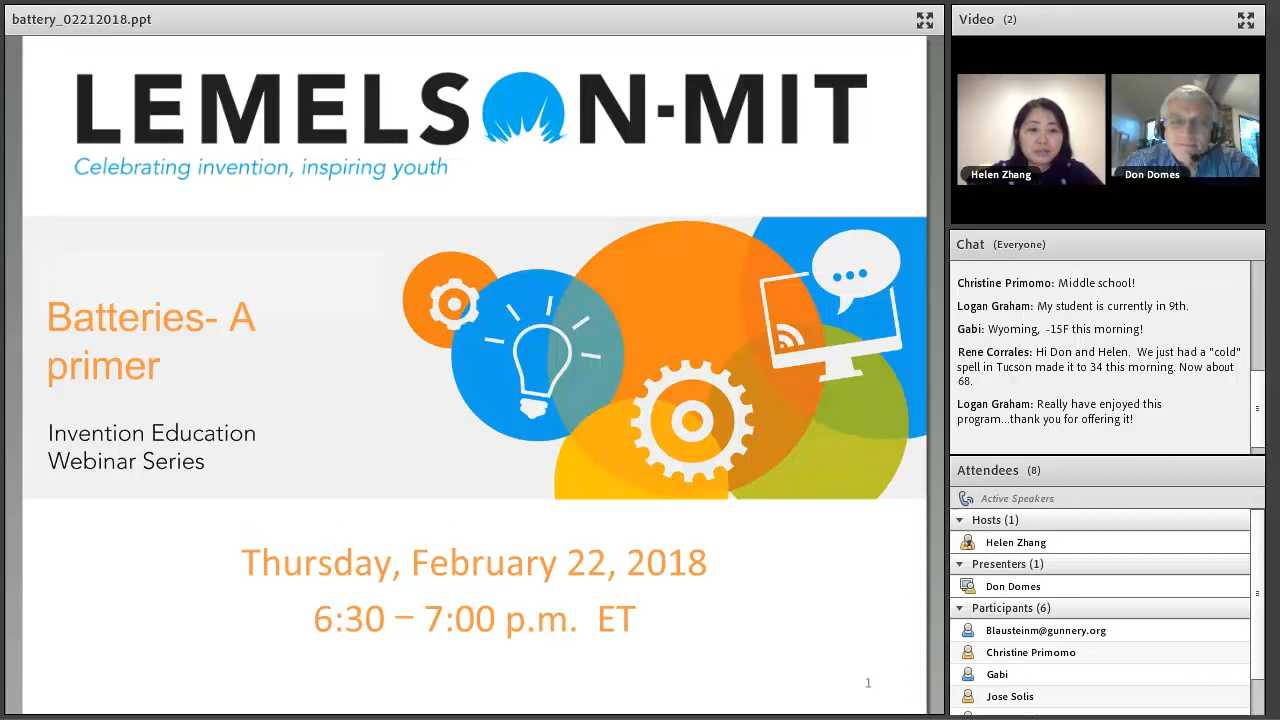 battery_02212018.ppt
LEMELSON-MIT
Celebrating invention, inspiring youth
Batteries- A
primer
Invention Education
Webinar Series
Thursday, February 22, 2018
6:30 – 7:00 p.m. ET
1
Video (2)
Helen Zhang
Don Domes
Chat (Everyone)
Christine Primomo: Middle school!
Logan Graham: My student is currently in 9th.
Gabi: Wyoming, -15F this morning!
Rene Corrales: Hi Don and Helen. We just had a "cold"
spell in Tucson made it to 34 this morning. Now about
68.
Logan Graham: Really have enjoyed this
program...thank you for offering it!
Attendees (8)
Active Speakers
Hosts (1)
Helen Zhang
Presenters (1)
Don Domes
Participants (6)
Blausteinm@gunnery.org
Christine Primomo
Gabi
Jose Solis